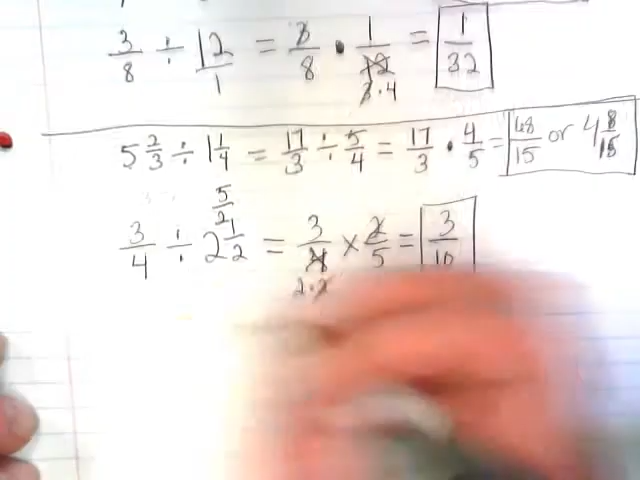 3/8 ÷ 12/1 = 3/8 • 1/12 = 1/32
3·4
5 2/3 ÷ 1 1/4 = 17/3 ÷ 5/4 = 17/3 • 4/5 = 68/15 or 4 8/15
5/2
3/4 ÷ 2 1/2 = 3/4 × 2/5 = 3/10
2·2